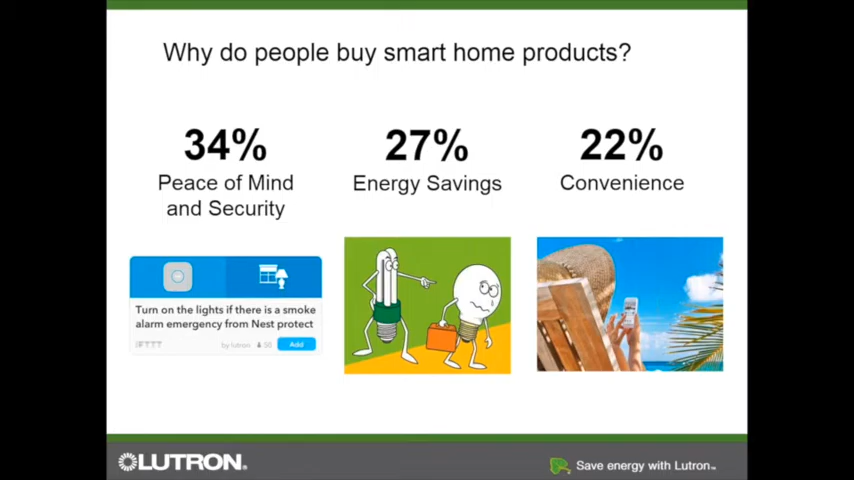 Why do people buy smart home products?
34%
Peace of Mind
and Security
27%
Energy Savings
22%
Convenience
Turn on the lights if there is a smoke
alarm emergency from Nest protect
IFTTT
by lutron
50
Add
LUTRON®
Save energy with Lutron™